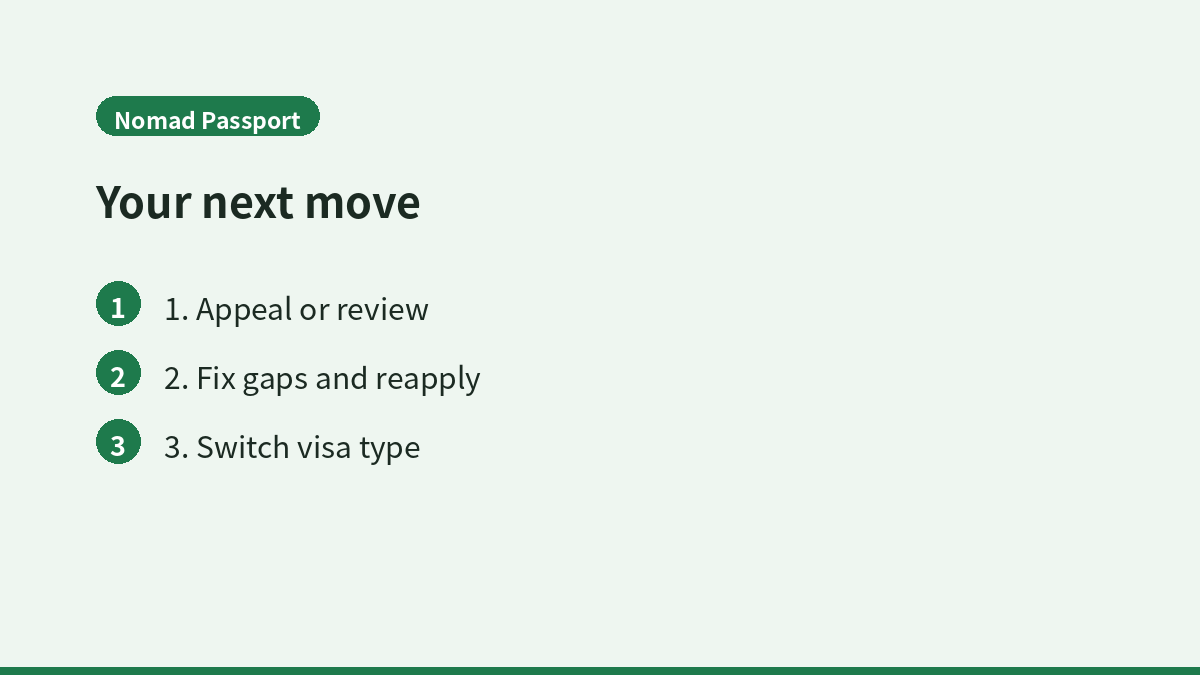 Nomad Passport
Your next move
1 1. Appeal or review
2 2. Fix gaps and reapply
3 3. Switch visa type